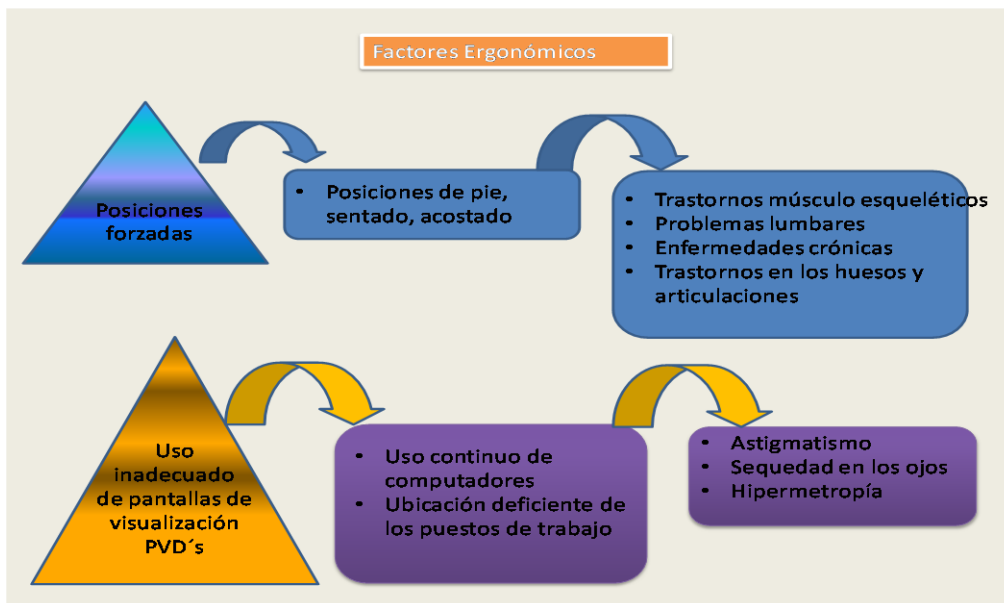 Factores Ergonómicos
Posiciones
forzadas
• Posiciones de pie,
sentado, acostado
• Trastornos músculo esqueléticos
• Problemas lumbares
• Enfermedades crónicas
• Trastornos en los huesos y
articulaciones
Uso
inadecuado
de pantallas de
visualización
PVD´s
• Uso continuo de
computadores
• Ubicación deficiente de
los puestos de trabajo
• Astigmatismo
• Sequedad en los ojos
• Hipermetropía